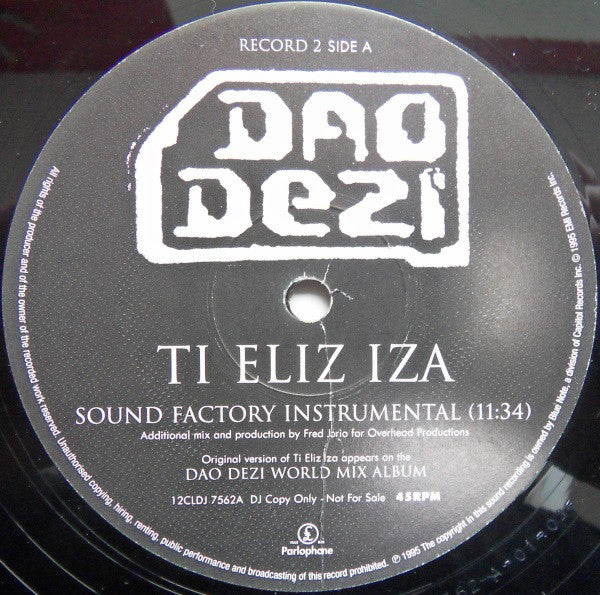 RECORD 2 SIDE A
DAO
DEZI
TI ELIZ IZA
SOUND FACTORY INSTRUMENTAL (11:34)
Additional mix and production by Fred Jorio for Overhead Productions
Original version of Ti Eliz Iza appears on the
DAO DEZI WORLD MIX ALBUM
12CLDJ 7562A DJ Copy Only - Not For Sale 45RPM
Parlophone
All rights of the producer and of the owner of the recorded work reserved. Unauthorised copying, hiring, renting, public performance and broadcasting of this record prohibited. ℗ 1995 The copyright in this sound recording is owned by Blue Note, a division of Capitol Records Inc. © 1995 EMI Records Inc.